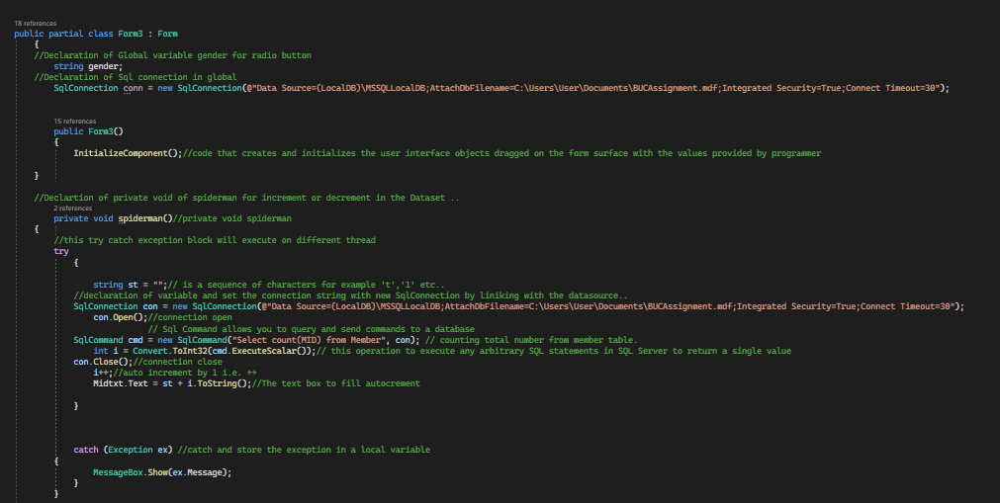 18 references
public partial class Form3 : Form
{
//Declaration of Global variable gender for radio button
string gender;
//Declaration of Sql connection in global
SqlConnection conn = new SqlConnection(@"Data Source=(LocalDB)\MSSQLLocalDB;AttachDbFilename=C:\Users\User\Documents\BUCAssignment.mdf;Integrated Security=True;Connect Timeout=30");
15 references
public Form3()
{
InitializeComponent();//code that creates and initializes the user interface objects dragged on the form surface with the values provided by programmer
}
//Declartion of private void of spiderman for increment or decrement in the Dataset ..
2 references
private void spiderman()//private void spiderman
{
//this try catch exception block will execute on different thread
try
{
string st = "";// is a sequence of characters for example 't','1' etc..
//declaration of variable and set the connection string with new SqlConnection by liniking with the datasource..
SqlConnection con = new SqlConnection(@"Data Source=(LocalDB)\MSSQLLocalDB;AttachDbFilename=C:\Users\User\Documents\BUCAssignment.mdf;Integrated Security=True;Connect Timeout=30");
con.Open();//connection open
// Sql Command allows you to query and send commands to a database
SqlCommand cmd = new SqlCommand("Select count(MID) from Member", con); // counting total number from member table.
int i = Convert.ToInt32(cmd.ExecuteScalar());// this operation to execute any arbitrary SQL statements in SQL Server to return a single value
con.Close();//connection close
i++;//auto increment by 1 i.e. ++
Midtxt.Text = st + i.ToString();//The text box to fill autocrement
}
catch (Exception ex) //catch and store the exception in a local variable
{
MessageBox.Show(ex.Message);
}
}